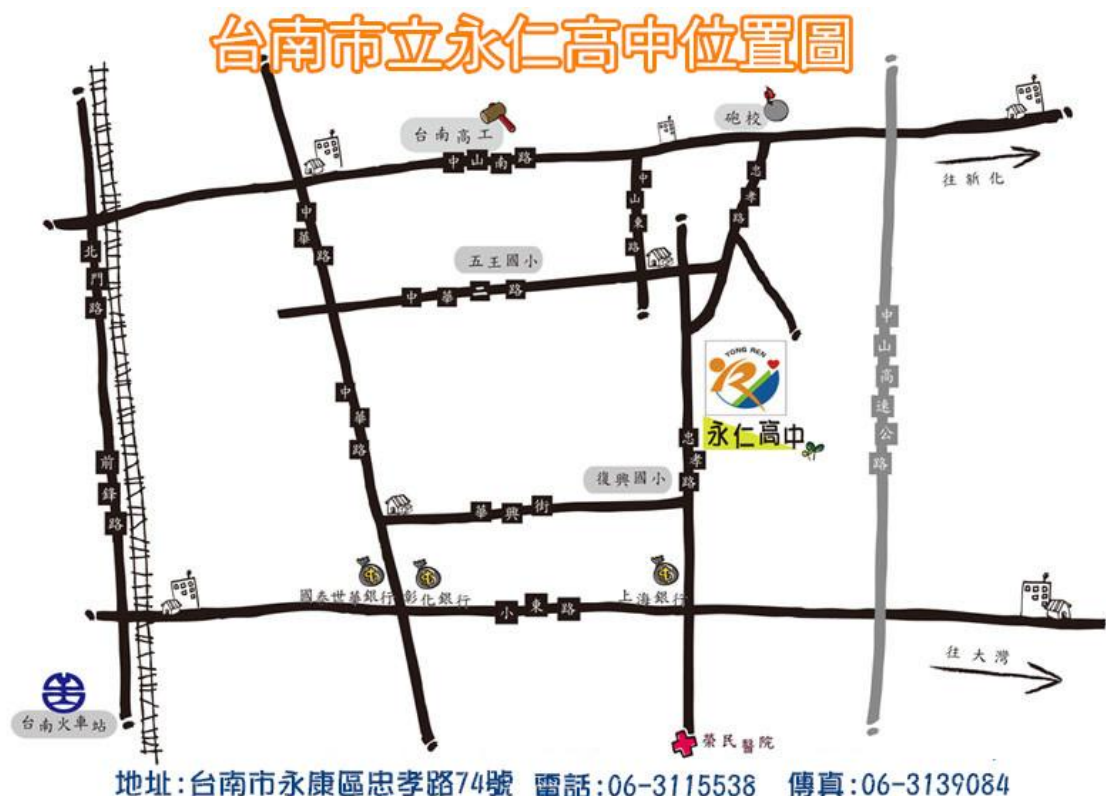 台南市立永仁高中位置圖
砲校
台南高工
中山南路
往新化
中山東路
忠孝路
中華路
北門路
五王國小
中華二路
中山高速公路
YONG REN
永仁高中
中華路
忠孝路
前鋒路
復興國小
華興街
國泰世華銀行
彰化銀行
上海銀行
小東路
往大灣
台南火車站
榮民醫院
地址:台南市永康區忠孝路74號 電話:06-3115538 傳真:06-3139084